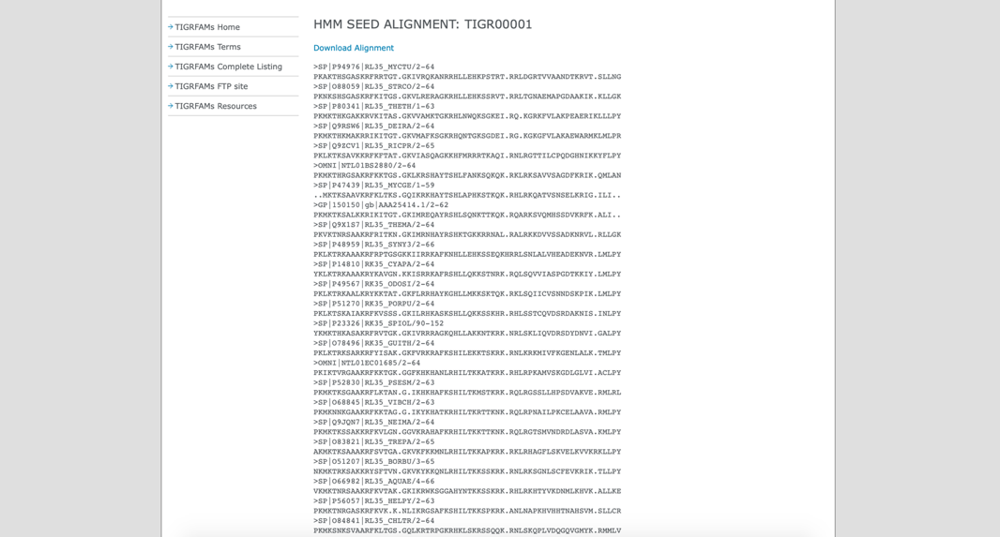 TIGRFAMs Home
TIGRFAMs Terms
TIGRFAMs Complete Listing
TIGRFAMs FTP site
TIGRFAMs Resources
HMM SEED ALIGNMENT: TIGR00001
Download Alignment
>SP|P94976|RL35_MYCTU/2-64
PKAKTHSGASKRFRRTGT.GKIVRQKANRRHLLEHKPSTRT.RRLDGRTVVAANDTKRVT.SLLNG
>SP|O88059|RL35_STRCO/2-64
PKNKSHSGASKRFKITGS.GKVLRERAGKRHLLEHKSSRVT.RRLTGNAEMAPGDAAKIK.KLLGK
>SP|P80341|RL35_THETH/1-63
PKMKTHKGAKKRVKITAS.GKVVAMKTGKRHLNWQKSGKEI.RQ.KGRKFVLAKPEAERIKLLLPY
>SP|Q9RSW6|RL35_DEIRA/2-64
PKMKTHKMAKRRIKITGT.GKVMAFKSGKRHQNTGKSGDEI.RG.KGKGFVLAKAEWARMKLMLPR
>SP|Q9ZCV1|RL35_RICPR/2-65
PKLKTKSAVKKRFKFTAT.GKVIASQAGKKHFMRRRTKAQI.RNLRGTTILCPQDGHNIKKYFLPY
>OMNI|NTL01BS2880/2-64
PKMKTHRGSAKRFKKTGS.GKLKRSHAYTSHLFANKSQKQK.RKLRKSAVVSAGDFKRIK.QMLAN
>SP|P47439|RL35_MYCGE/1-59
..MKTKSAAVKRFKLTKS.GQIKRKHAYTSHLAPHKSTKQK.RHLRKQATVSNSELKRIG.ILI..
>GP|150150|gb|AAA25414.1/2-62
PKMKTKSALKKRIKITGT.GKIMREQAYRSHLSQNKTTKQK.RQARKSVQMHSSDVKRFK.ALI..
>SP|Q9X1S7|RL35_THEMA/2-64
PKVKTNRSAAKRFRITKN.GKIMRNHAYRSHKTGKKRRNAL.RALRKKDVVSSADKNRVL.RLLGK
>SP|P48959|RL35_SYNY3/2-66
PKLKTRKAAAKRFRPTGSGKKIIRRKAFKNHLLEHKSSEQKHRRLSNLALVHEADEKNVR.LMLPY
>SP|P14810|RK35_CYAPA/2-64
YKLKTRKAAAKRYKAVGN.KKISRRKAFRSHLLQKKSTNRK.RQLSQVVIASPGDTKKIY.LMLPY
>SP|P49567|RK35_ODOSI/2-64
PKLKTRKAALKRYKKTAT.GKFLRRHAYKGHLLMKKSKTQK.RKLSQIICVSNNDSKPIK.LMLPY
>SP|P51270|RK35_PORPU/2-64
PKLKTSKAIAKRFKVSSS.GKILRHKASKSHLLQKKSSKHR.RHLSSTCQVDSRDAKNIS.INLPY
>SP|P23326|RK35_SPIOL/90-152
YKMKTHKASAKRFRVTGK.GKIVRRRAGKQHLLAKKNTKRK.NRLSKLIQVDRSDYDNVI.GALPY
>SP|O78496|RK35_GUITH/2-64
PKLKTRKSARKRFYISAK.GKFVRKRAFKSHILEKKTSKRK.RNLKRKMIVFKGENLALK.TMLPY
>OMNI|NTL01EC01685/2-64
PKIKTVRGAAKRFKKTGK.GGFKHKHANLRHILTKKATKRK.RHLRPKAMVSKGDLGLVI.ACLPY
>SP|P52830|RL35_PSESM/2-63
PKMKTKSGAAKRFLKTAN.G.IKHKHAFKSHILTKMSTKRK.RQLRGSSLLHPSDVAKVE.RMLRL
>SP|O68845|RL35_VIBCH/2-63
PKMKNNKGAAKRFKKTAG.G.IKYKHATKRHILTKRTTKNK.RQLRPNAILPKCELAAVA.RMLPY
>SP|Q9JQN7|RL35_NEIMA/2-64
PKMKTKSSAKKRFKVLGN.GGVKRAHAFKRHILTKKTTKNK.RQLRGTSMVNDRDLASVA.KMLPY
>SP|O83821|RL35_TREPA/2-65
AKMKTKSAAAKRFSVTGA.GKVKFKKMNLRHILTKKAPKRK.RKLRHAGFLSKVELKVVKRKLLPY
>SP|O51207|RL35_BORBU/3-65
NKMKTRKSAKKRYSFTVN.GKVKYKKQNLRHILTKKSSKRK.RNLRKSGNLSCFEVKRIK.TLLPY
>SP|O66982|RL35_AQUAE/4-66
VKMKTNRSAAKRFKVTAK.GKIKRWKSGGAHYNTKKSSKRK.RHLRKHTYVKDNMLKHVK.ALLKE
>SP|P56057|RL35_HELPY/2-63
PKMKTNRGASKRFKVK.K.NLIKRGSAFKSHILTKKSPKRK.ANLNAPKHVHHTNAHSVM.SLLCR
>SP|O84841|RL35_CHLTR/2-64
PKMKSNKSVAARFKLTGS.GQLKRTRPGKRHKLSKRSSQQK.RNLSKQPLVDQGQVGMYK.RMMLV